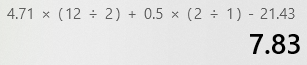 4.71 × (12 ÷ 2) + 0.5 × (2 ÷ 1) - 21.43
7.83